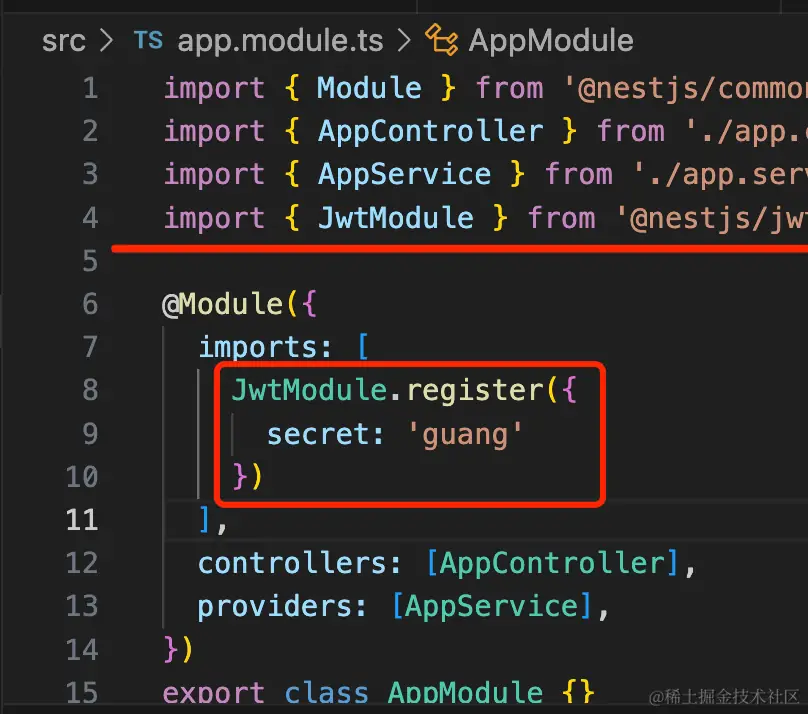 src > TS app.module.ts > AppModule
1 import { Module } from '@nestjs/commo
2 import { AppController } from './app.
3 import { AppService } from './app.serv
4 import { JwtModule } from '@nestjs/jw
5
6 @Module({
7 imports: [
8 JwtModule.register({
9 secret: 'guang'
10 })
11 ],
12 controllers: [AppController],
13 providers: [AppService],
14 })
15 export class AppModule {}
@稀土掘金技术社区